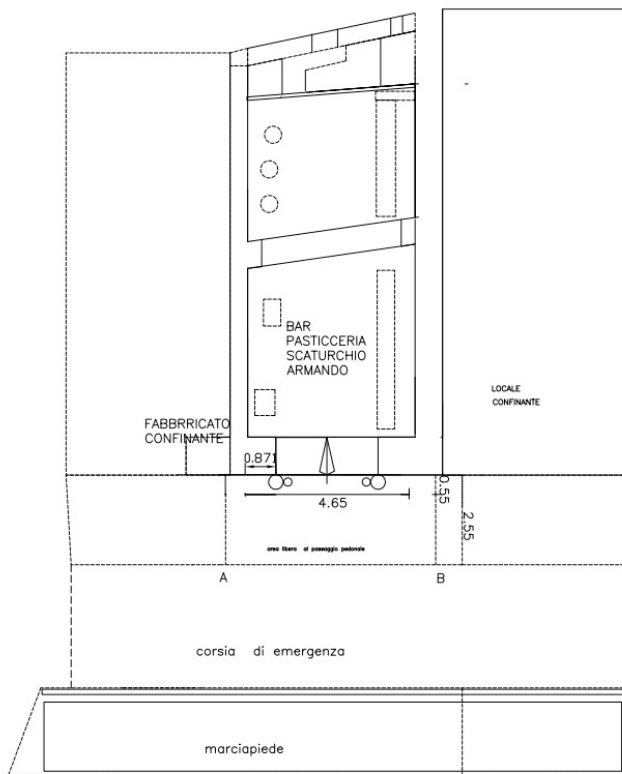 BAR
PASTICCERIA
SCATURCHIO
ARMANDO
LOCALE
CONFINANTE
FABBRRICATO
CONFINANTE
0.871
4.65
0.55
2.55
area libera al passaggio pedonale
A
B
corsia di emergenza
marciapiede